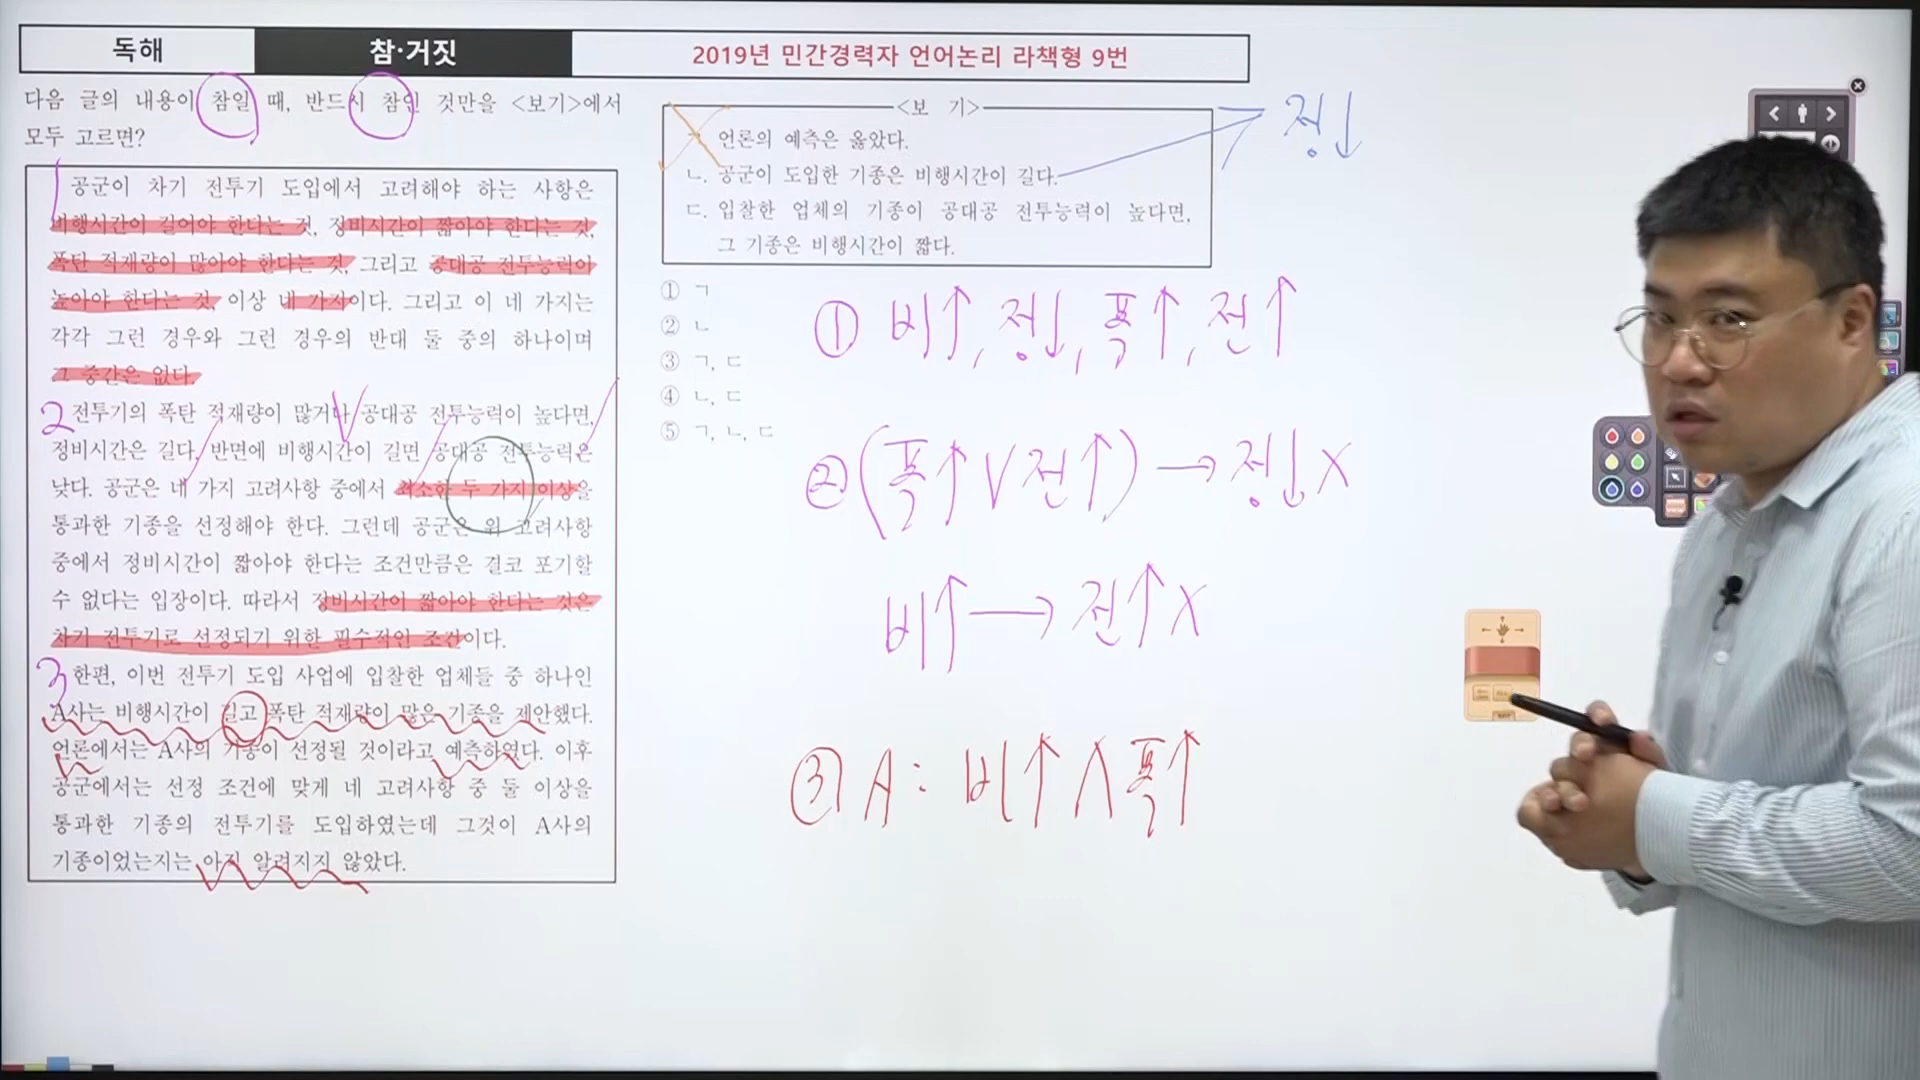 독해
참·거짓
2019년 민간경력자 언어논리 라책형 9번
다음 글의 내용이 참일 때, 반드시 참인 것만을 <보기>에서
모두 고르면?
1
공군이 차기 전투기 도입에서 고려해야 하는 사항은
비행시간이 길어야 한다는 것, 정비시간이 짧아야 한다는 것,
폭탄 적재량이 많아야 한다는 것, 그리고 공대공 전투능력이
높아야 한다는 것, 이상 네 가지이다. 그리고 이 네 가지는
각각 그런 경우와 그런 경우의 반대 둘 중의 하나이며
그 중간은 없다.
2 전투기의 폭탄 적재량이 많거나 공대공 전투능력이 높다면,
정비시간은 길다. 반면에 비행시간이 길면 공대공 전투능력은
낮다. 공군은 네 가지 고려사항 중에서 최소한 두 가지 이상을
통과한 기종을 선정해야 한다. 그런데 공군은 위 고려사항
중에서 정비시간이 짧아야 한다는 조건만큼은 결코 포기할
수 없다는 입장이다. 따라서 정비시간이 짧아야 한다는 것은
차기 전투기로 선정되기 위한 필수적인 조건이다.
3 한편, 이번 전투기 도입 사업에 입찰한 업체들 중 하나인
A사는 비행시간이 길고 폭탄 적재량이 많은 기종을 제안했다.
언론에서는 A사의 기종이 선정될 것이라고 예측하였다. 이후
공군에서는 선정 조건에 맞게 네 고려사항 중 둘 이상을
통과한 기종의 전투기를 도입하였는데 그것이 A사의
기종이었는지는 아직 알려지지 않았다.
<보 기>
ㄱ. 언론의 예측은 옳았다.
ㄴ. 공군이 도입한 기종은 비행시간이 길다.
ㄷ. 입찰한 업체의 기종이 공대공 전투능력이 높다면,
그 기종은 비행시간이 짧다.
정↓
① ㄱ
② ㄴ
③ ㄱ, ㄷ
④ ㄴ, ㄷ
⑤ ㄱ, ㄴ, ㄷ
① 비↑, 정↓, 폭↑, 전↑
② (폭↑ V 전↑) → 정↓X
비↑ → 전↑X
③ A : 비↑ ∧ 폭↑